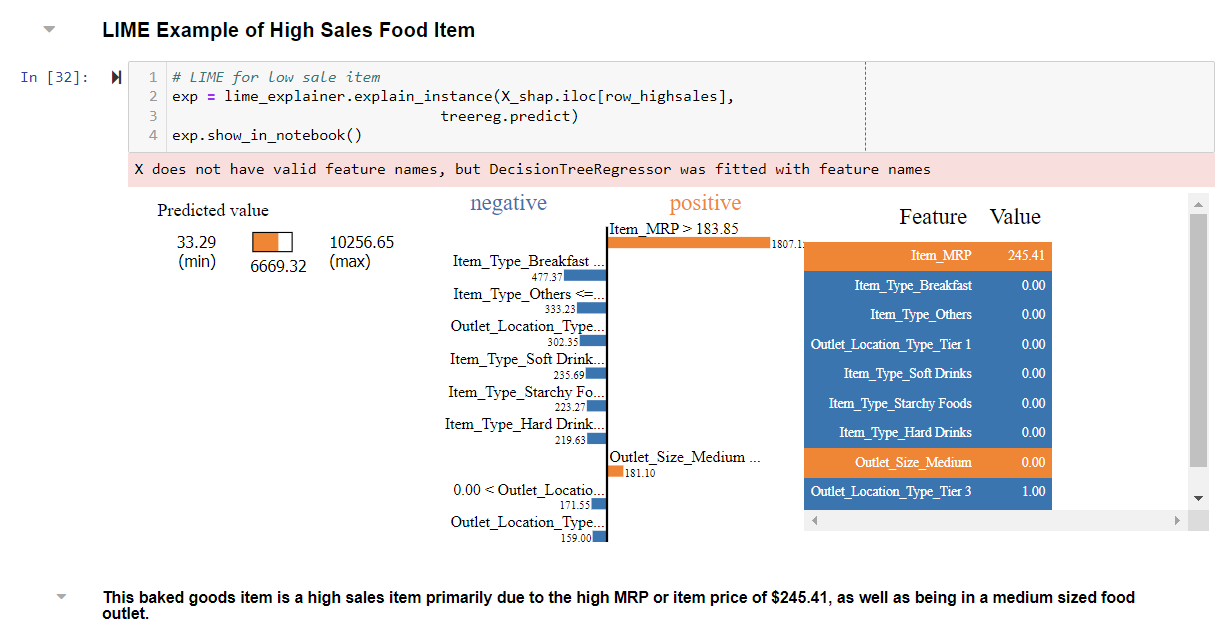 LIME Example of High Sales Food Item
In [32]:
1 # LIME for low sale item
2 exp = lime_explainer.explain_instance(X_shap.iloc[row_highsales],
3 treereg.predict)
4 exp.show_in_notebook()
X does not have valid feature names, but DecisionTreeRegressor was fitted with feature names
Predicted value
33.29
(min)
6669.32
10256.65
(max)
negative positive
Item_MRP > 183.85
1807.1
Item_Type_Breakfast ...
477.37
Item_Type_Others <=...
333.23
Outlet_Location_Type...
302.35
Item_Type_Soft Drink...
235.69
Item_Type_Starchy Fo...
223.27
Item_Type_Hard Drink...
219.63
Outlet_Size_Medium ...
181.10
0.00 < Outlet_Locatio...
171.55
Outlet_Location_Type...
159.00
Feature Value
Item_MRP 245.41
Item_Type_Breakfast 0.00
Item_Type_Others 0.00
Outlet_Location_Type_Tier 1 0.00
Item_Type_Soft Drinks 0.00
Item_Type_Starchy Foods 0.00
Item_Type_Hard Drinks 0.00
Outlet_Size_Medium 0.00
Outlet_Location_Type_Tier 3 1.00
This baked goods item is a high sales item primarily due to the high MRP or item price of $245.41, as well as being in a medium sized food
outlet.